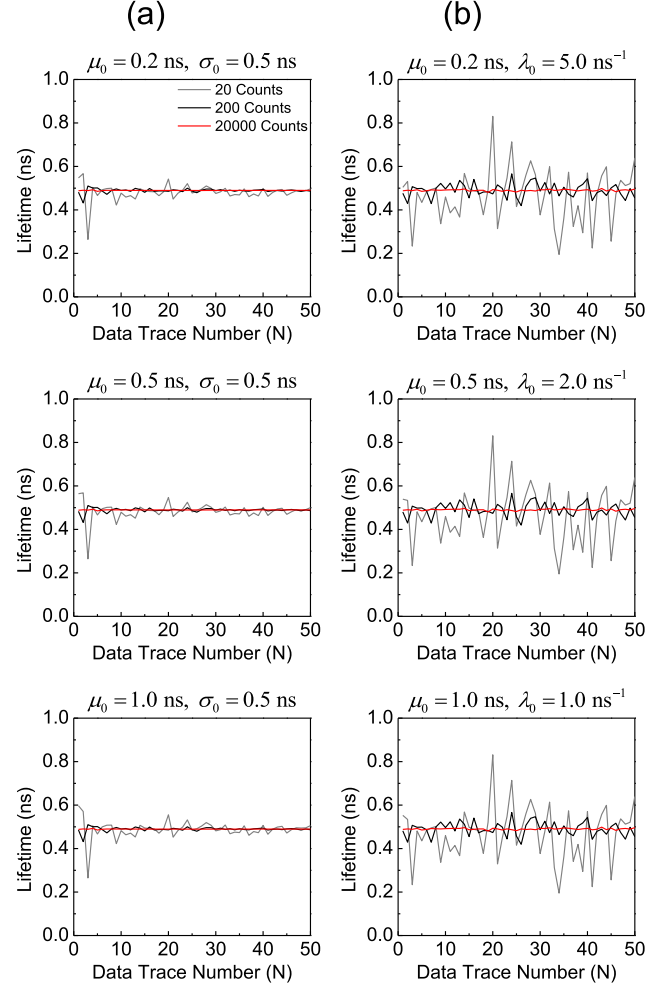 (a)
(b)
μ₀ = 0.2 ns, σ₀ = 0.5 ns
1.0
0.8
0.6
0.4
0.2
0.0
Lifetime (ns)
20 Counts
200 Counts
20000 Counts
0 10 20 30 40 50
Data Trace Number (N)
μ₀ = 0.2 ns, λ₀ = 5.0 ns⁻¹
1.0
0.8
0.6
0.4
0.2
0.0
Lifetime (ns)
0 10 20 30 40 50
Data Trace Number (N)
μ₀ = 0.5 ns, σ₀ = 0.5 ns
1.0
0.8
0.6
0.4
0.2
0.0
Lifetime (ns)
0 10 20 30 40 50
Data Trace Number (N)
μ₀ = 0.5 ns, λ₀ = 2.0 ns⁻¹
1.0
0.8
0.6
0.4
0.2
0.0
Lifetime (ns)
0 10 20 30 40 50
Data Trace Number (N)
μ₀ = 1.0 ns, σ₀ = 0.5 ns
1.0
0.8
0.6
0.4
0.2
0.0
Lifetime (ns)
0 10 20 30 40 50
Data Trace Number (N)
μ₀ = 1.0 ns, λ₀ = 1.0 ns⁻¹
1.0
0.8
0.6
0.4
0.2
0.0
Lifetime (ns)
0 10 20 30 40 50
Data Trace Number (N)